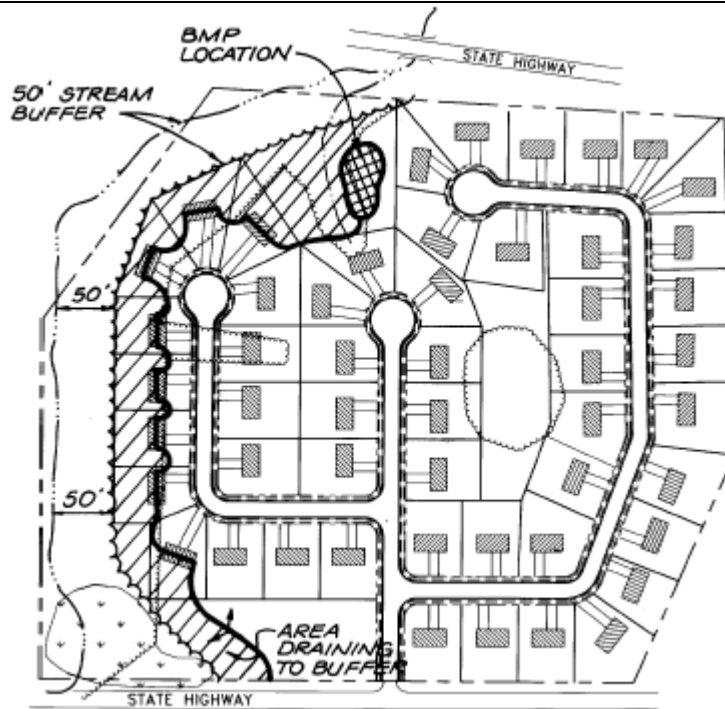 BMP
LOCATION
STATE HIGHWAY
50' STREAM
BUFFER
50'
50'
AREA
DRAINING
TO BUFFER
STATE HIGHWAY